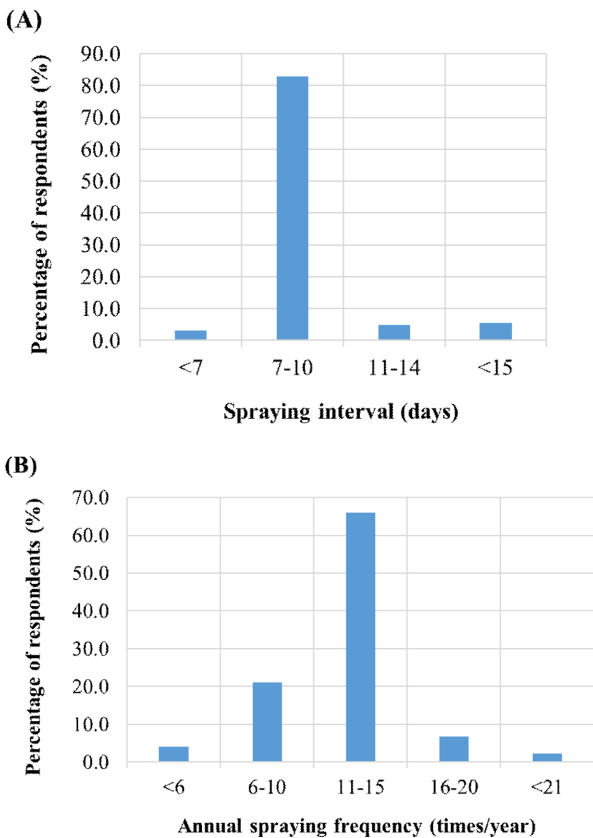 (A)
Percentage of respondents (%)
90.0
80.0
70.0
60.0
50.0
40.0
30.0
20.0
10.0
0.0
<7 7-10 11-14 <15
Spraying interval (days)
(B)
Percentage of respondents (%)
70.0
60.0
50.0
40.0
30.0
20.0
10.0
0.0
<6 6-10 11-15 16-20 <21
Annual spraying frequency (times/year)